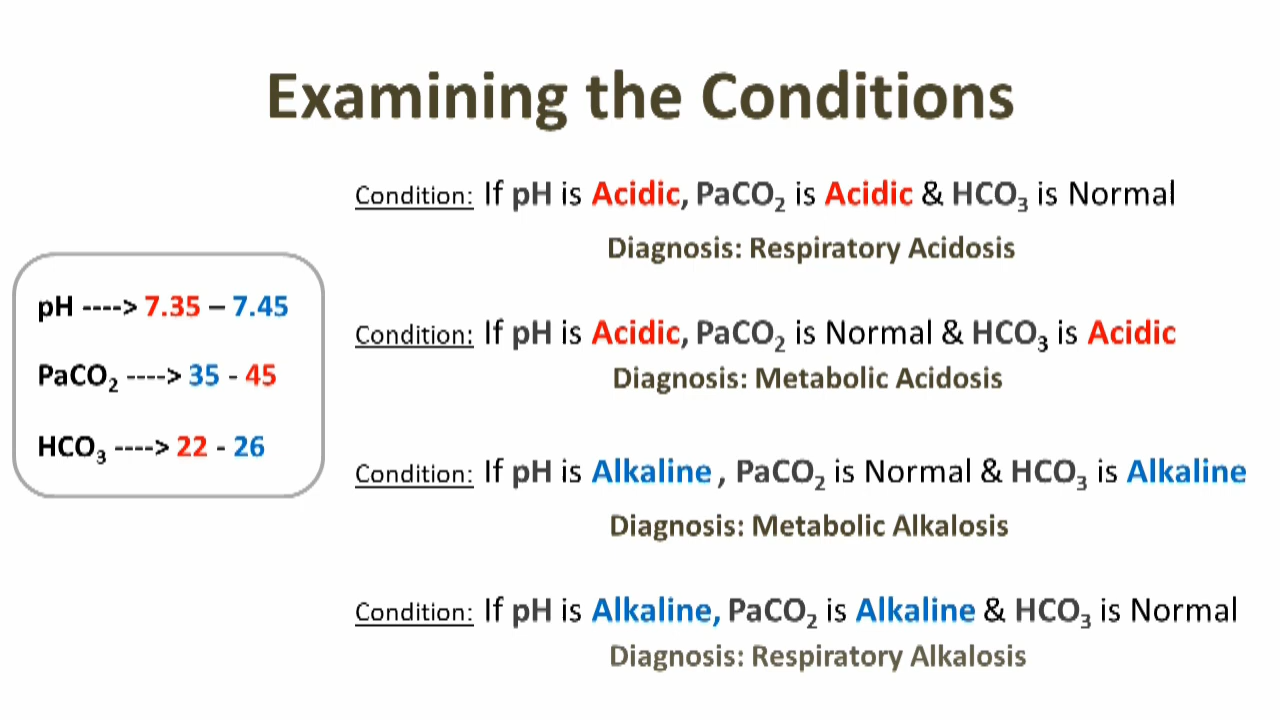 Examining the Conditions
Condition: If pH is Acidic, PaCO₂ is Acidic & HCO₃ is Normal
Diagnosis: Respiratory Acidosis
pH ----> 7.35 – 7.45
PaCO₂ ----> 35 - 45
HCO₃ ----> 22 - 26
Condition: If pH is Acidic, PaCO₂ is Normal & HCO₃ is Acidic
Diagnosis: Metabolic Acidosis
Condition: If pH is Alkaline , PaCO₂ is Normal & HCO₃ is Alkaline
Diagnosis: Metabolic Alkalosis
Condition: If pH is Alkaline, PaCO₂ is Alkaline & HCO₃ is Normal
Diagnosis: Respiratory Alkalosis